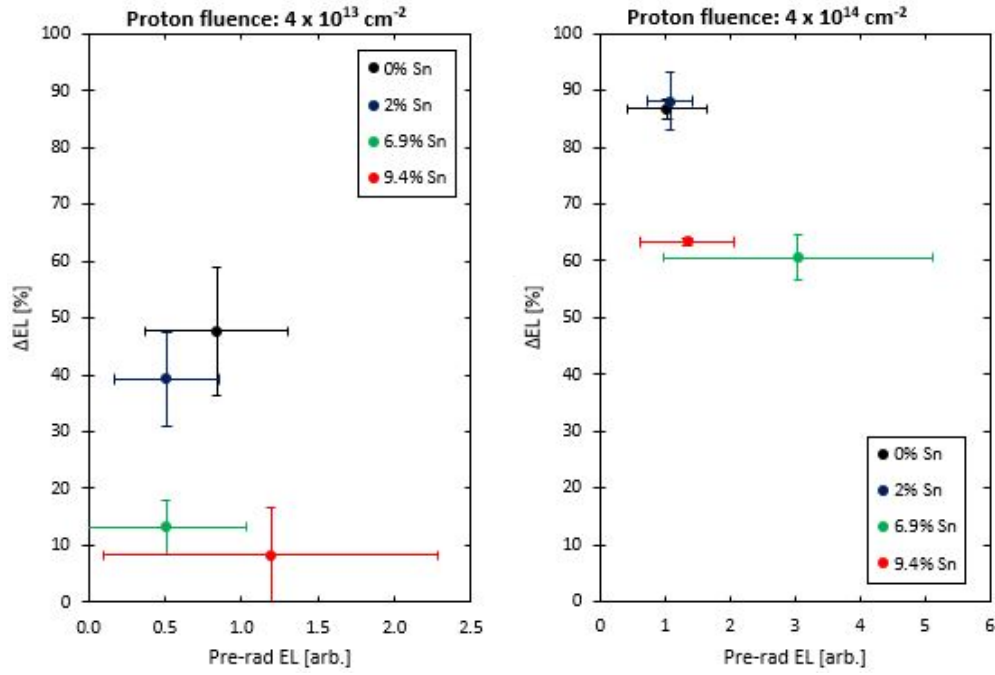 Proton fluence: 4 x 10¹³ cm⁻²
100
90
80
70
60
50
40
30
20
10
0
ΔEL [%]
0% Sn
2% Sn
6.9% Sn
9.4% Sn
0.0 0.5 1.0 1.5 2.0 2.5
Pre-rad EL [arb.]
Proton fluence: 4 x 10¹⁴ cm⁻²
100
90
80
70
60
50
40
30
20
10
0
ΔEL [%]
0% Sn
2% Sn
6.9% Sn
9.4% Sn
0 1 2 3 4 5 6
Pre-rad EL [arb.]